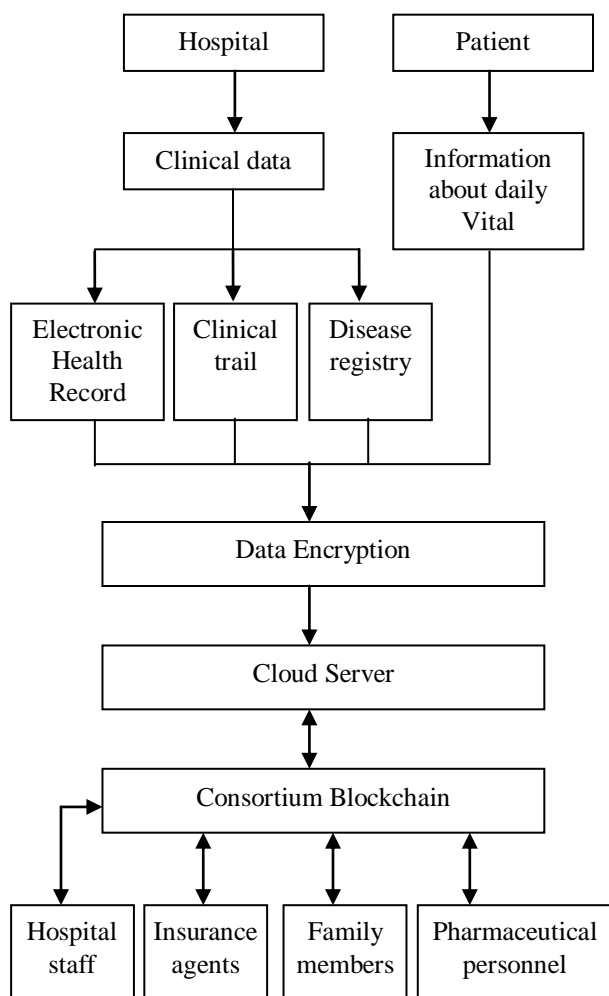 Hospital
Patient
Clinical data
Information
about daily
Vital
Electronic
Health
Record
Clinical
trail
Disease
registry
Data Encryption
Cloud Server
Consortium Blockchain
Hospital
staff
Insurance
agents
Family
members
Pharmaceutical
personnel